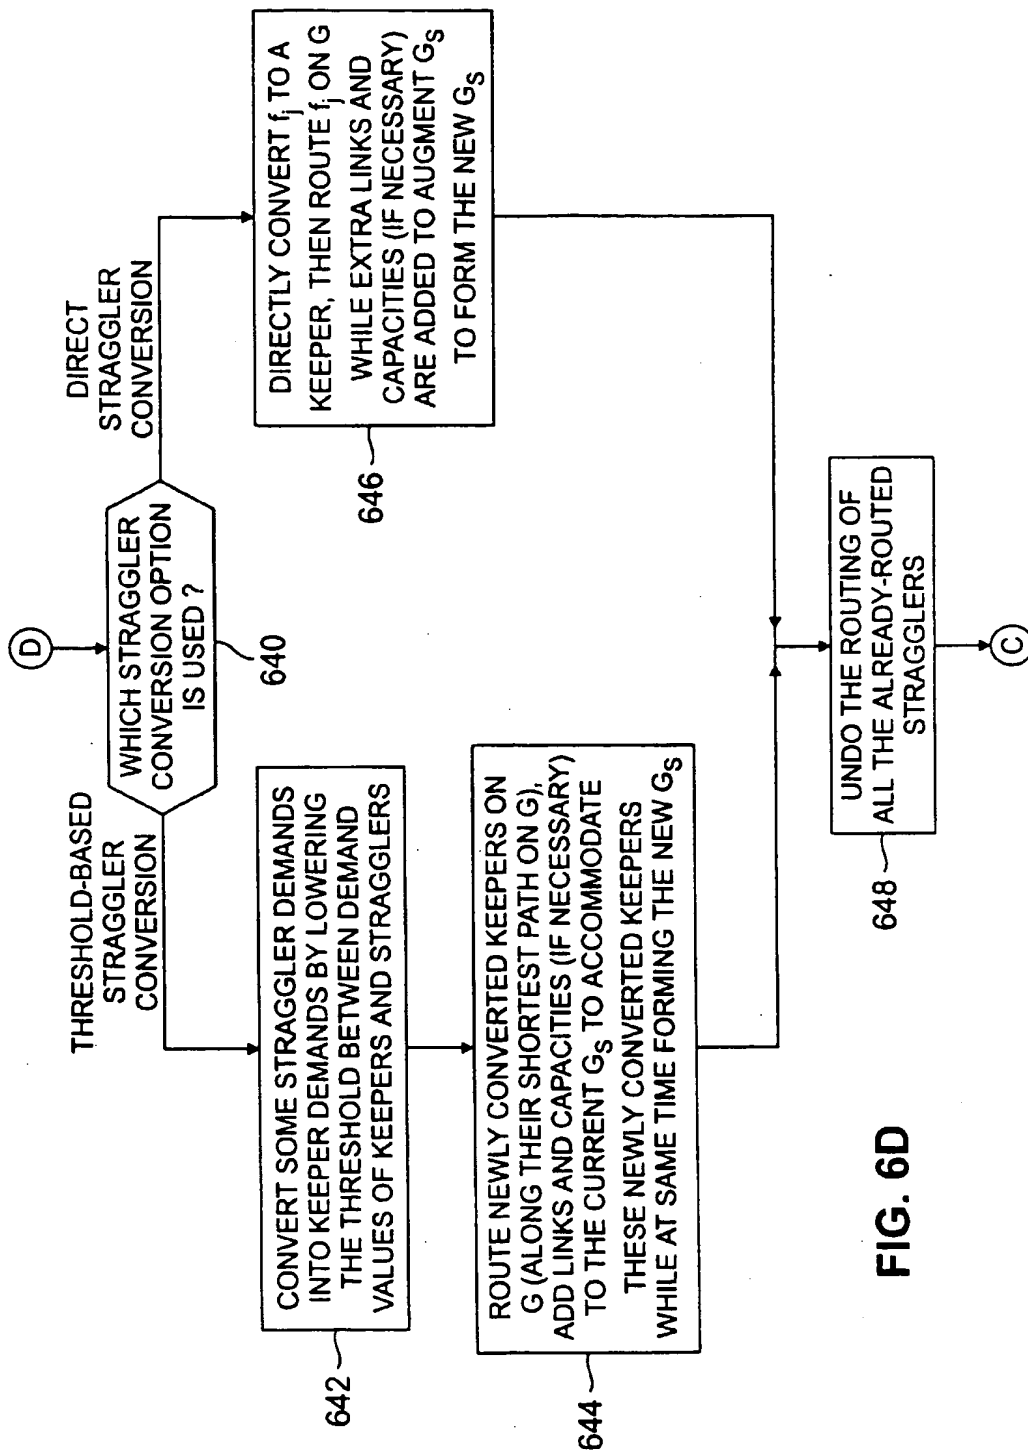 D
WHICH STRAGGLER
CONVERSION OPTION
IS USED ?
640
THRESHOLD-BASED
STRAGGLER
CONVERSION
DIRECT
STRAGGLER
CONVERSION
CONVERT SOME STRAGGLER DEMANDS
INTO KEEPER DEMANDS BY LOWERING
THE THRESHOLD BETWEEN DEMAND
VALUES OF KEEPERS AND STRAGGLERS
642
ROUTE NEWLY CONVERTED KEEPERS ON
G (ALONG THEIR SHORTEST PATH ON G),
ADD LINKS AND CAPACITIES (IF NECESSARY)
TO THE CURRENT GS TO ACCOMMODATE
THESE NEWLY CONVERTED KEEPERS
WHILE AT SAME TIME FORMING THE NEW GS
644
DIRECTLY CONVERT fj TO A
KEEPER, THEN ROUTE fj ON G
WHILE EXTRA LINKS AND
CAPACITIES (IF NECESSARY)
ARE ADDED TO AUGMENT GS
TO FORM THE NEW GS
646
UNDO THE ROUTING OF
ALL THE ALREADY-ROUTED
STRAGGLERS
648
C
FIG. 6D